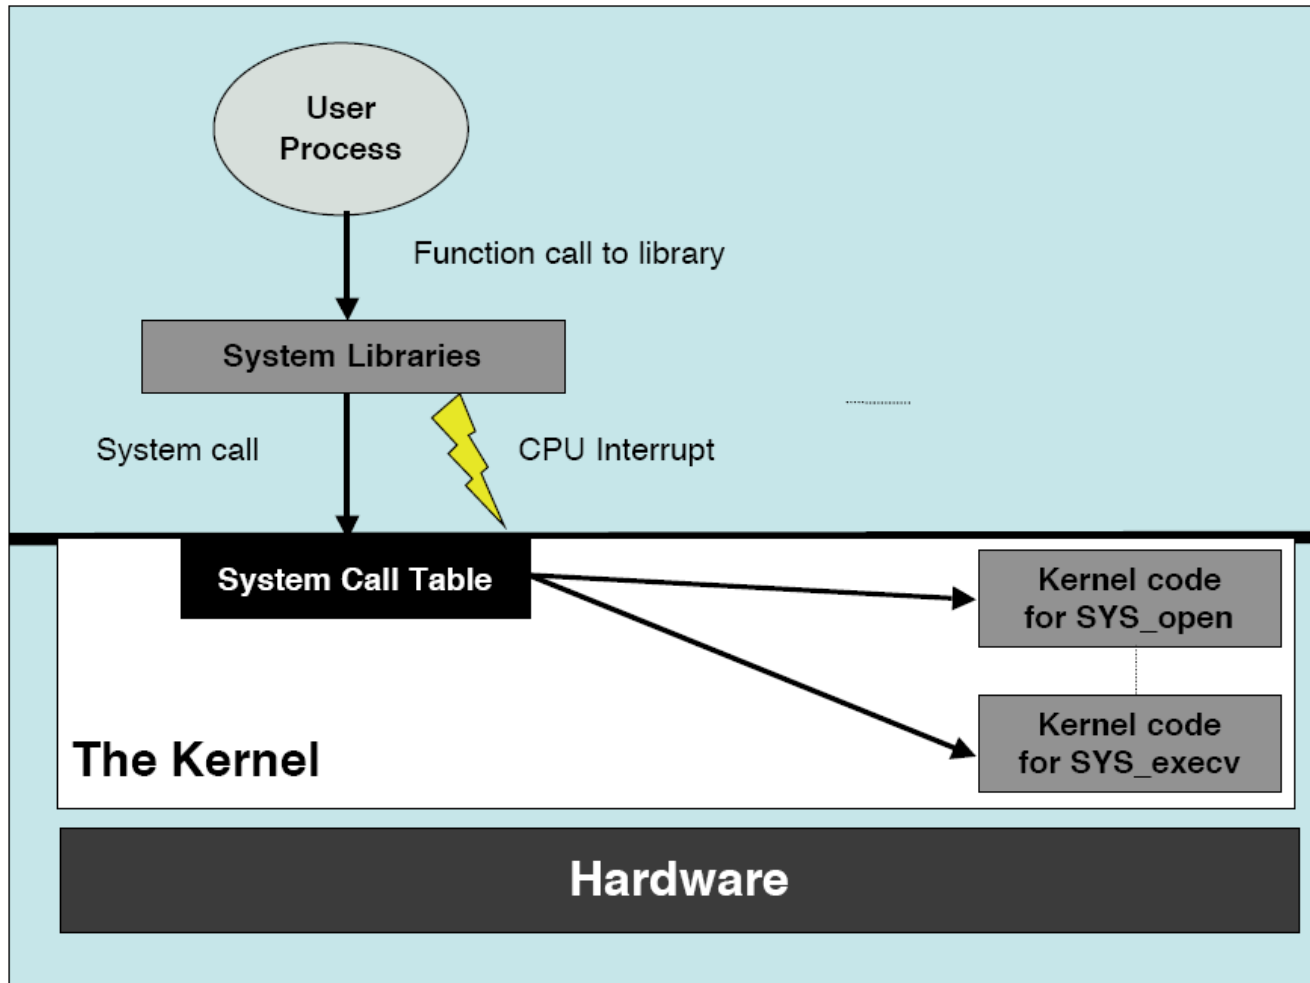 User
Process
Function call to library
System Libraries
System call
CPU Interrupt
System Call Table
Kernel code
for SYS_open
Kernel code
for SYS_execv
The Kernel
Hardware